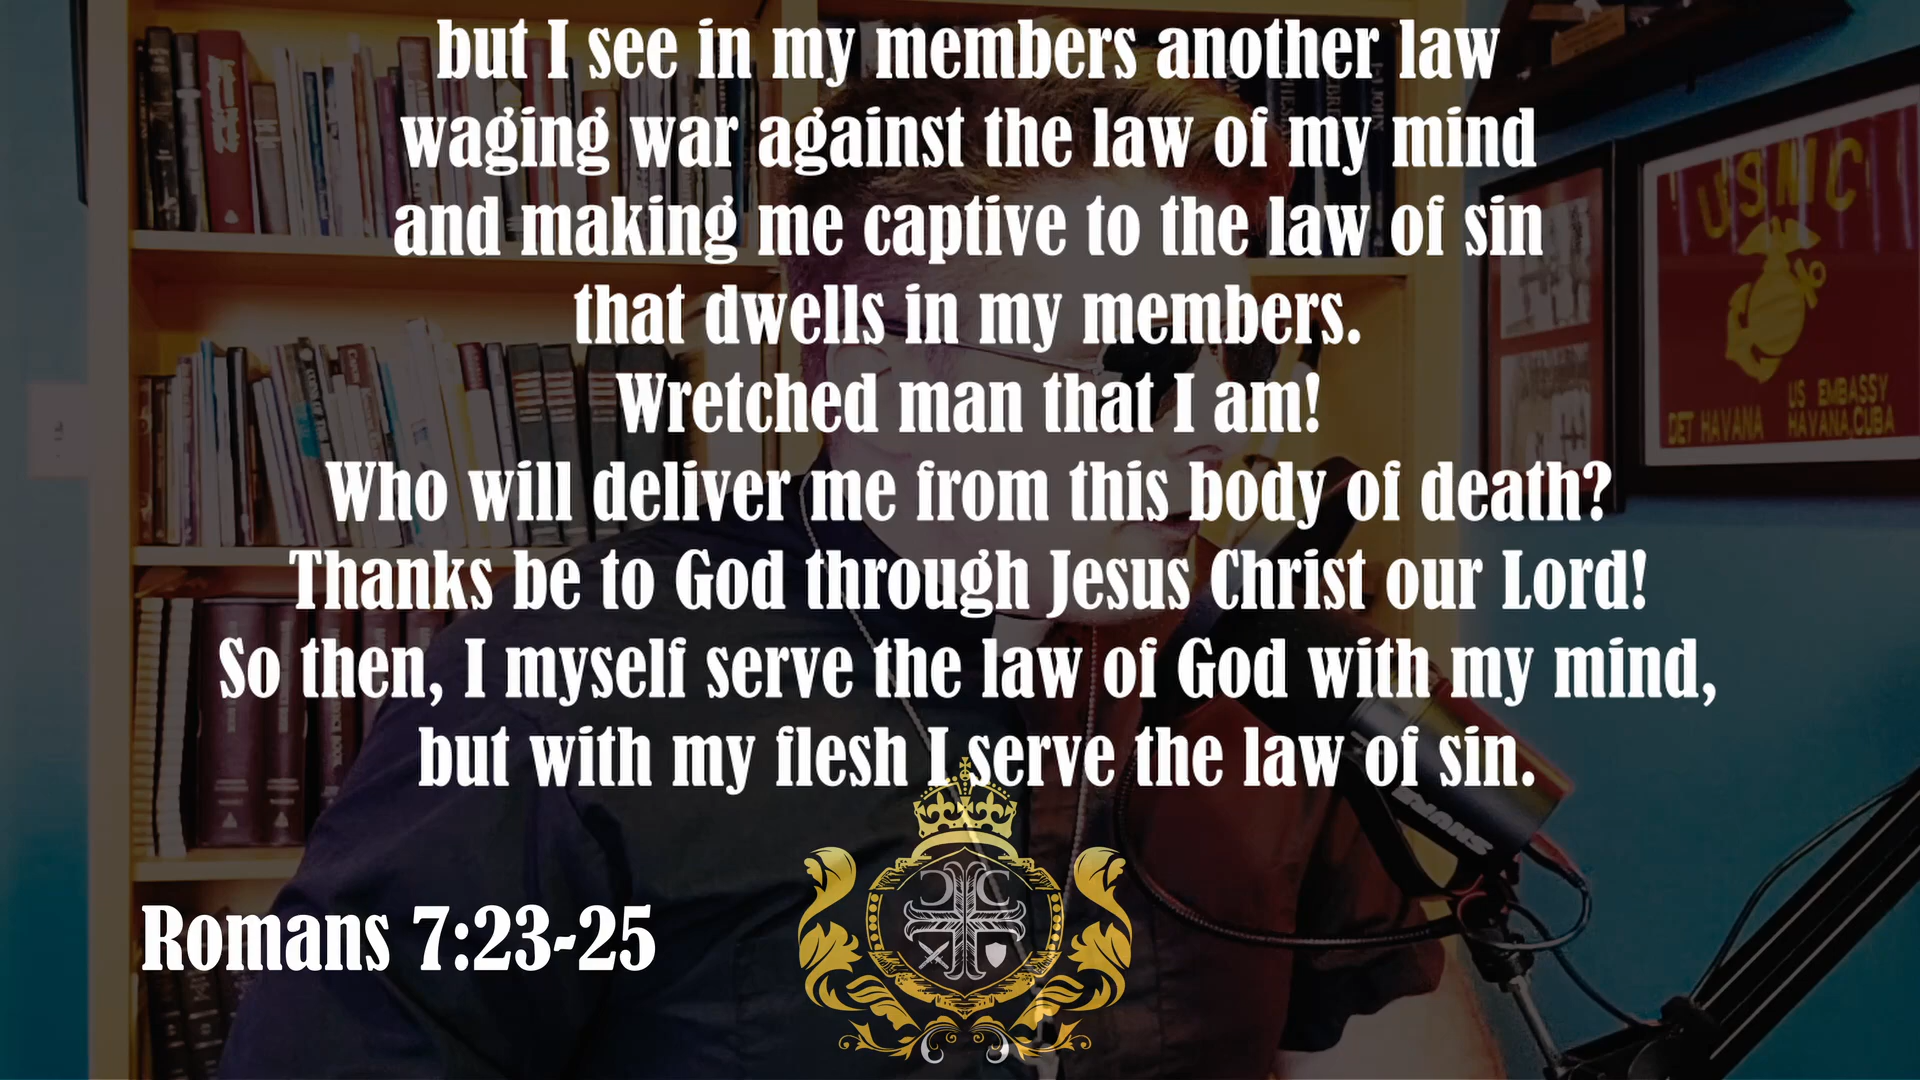 but I see in my members another law
waging war against the law of my mind
and making me captive to the law of sin
that dwells in my members.
Wretched man that I am!
Who will deliver me from this body of death?
Thanks be to God through Jesus Christ our Lord!
So then, I myself serve the law of God with my mind,
but with my flesh I serve the law of sin.
Romans 7:23-25
USMC
US EMBASSY
DET HAVANA HAVANA, CUBA
1-3 JOHN
C C